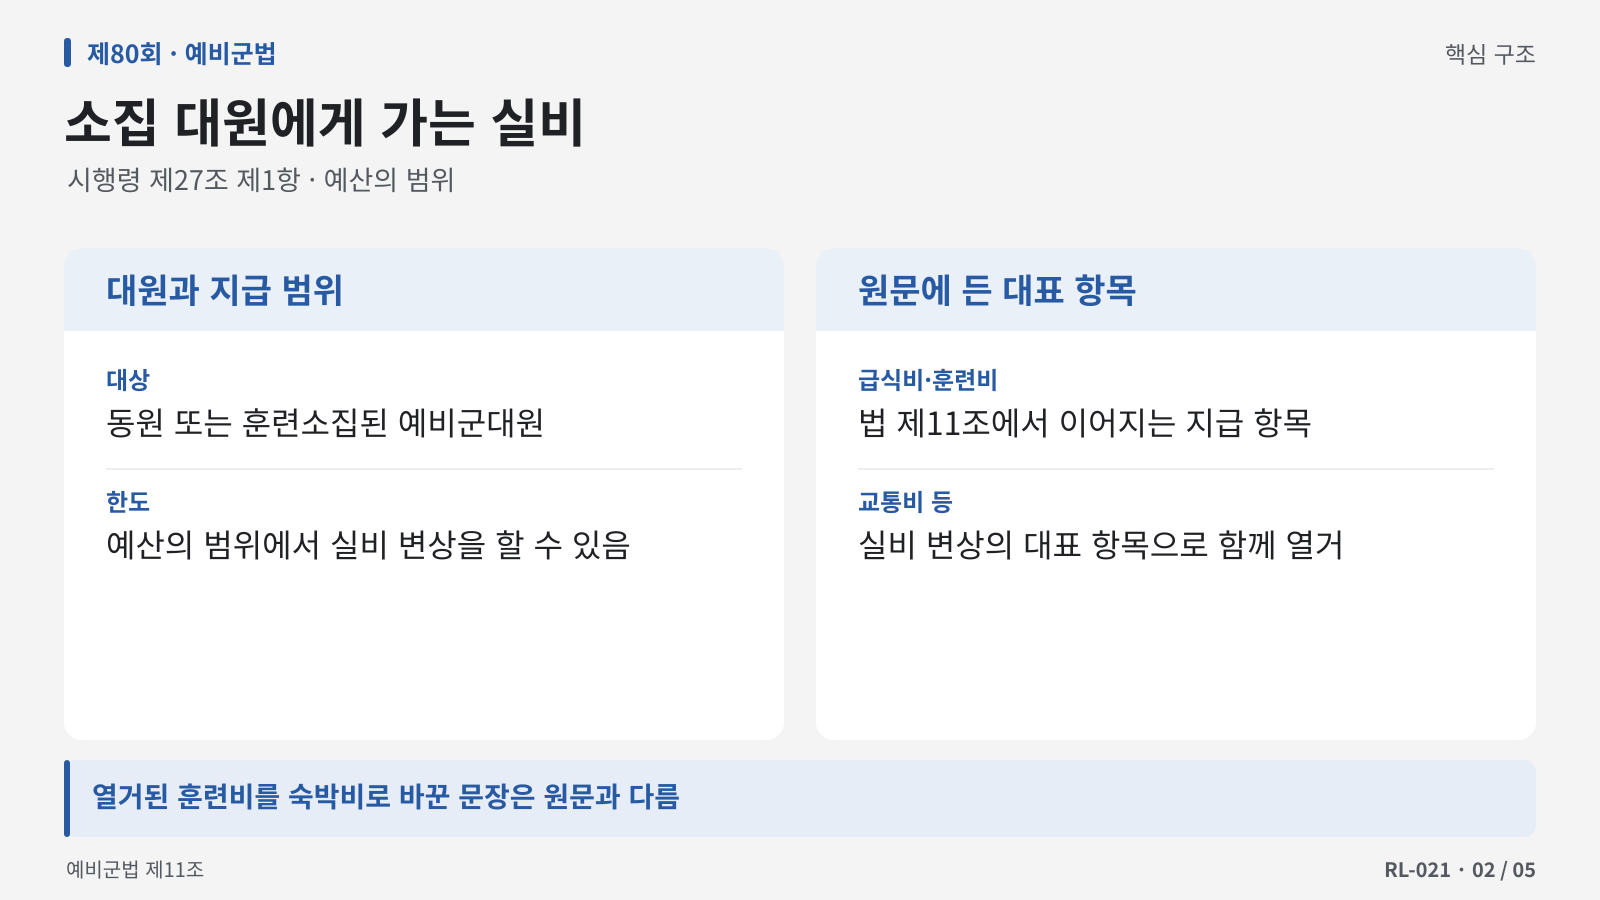 제80회 · 예비군법
핵심 구조
소집 대원에게 가는 실비
시행령 제27조 제1항 · 예산의 범위
대원과 지급 범위
대상
동원 또는 훈련소집된 예비군대원
한도
예산의 범위에서 실비 변상을 할 수 있음
원문에 든 대표 항목
급식비·훈련비
법 제11조에서 이어지는 지급 항목
교통비 등
실비 변상의 대표 항목으로 함께 열거
열거된 훈련비를 숙박비로 바꾼 문장은 원문과 다름
예비군법 제11조
RL-021 · 02 / 05